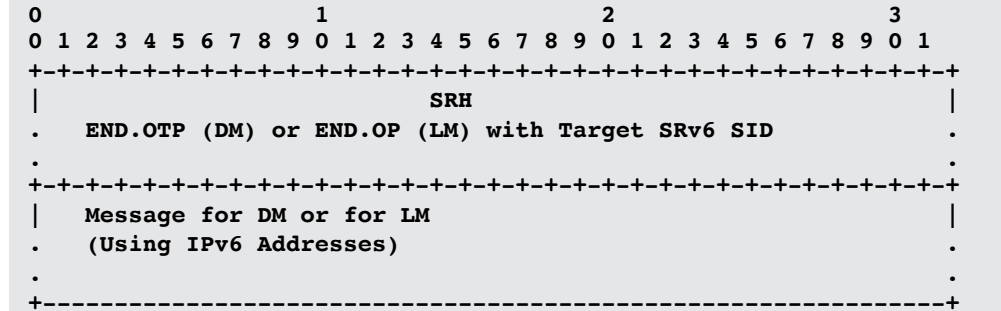 0                   1                   2                   3
0 1 2 3 4 5 6 7 8 9 0 1 2 3 4 5 6 7 8 9 0 1 2 3 4 5 6 7 8 9 0 1
+-+-+-+-+-+-+-+-+-+-+-+-+-+-+-+-+-+-+-+-+-+-+-+-+-+-+-+-+-+-+-+-+
|                           SRH                                 |
.   END.OTP (DM) or END.OP (LM) with Target SRv6 SID            .
.                                                               .
+-+-+-+-+-+-+-+-+-+-+-+-+-+-+-+-+-+-+-+-+-+-+-+-+-+-+-+-+-+-+-+-+
|   Message for DM or for LM                                    |
.   (Using IPv6 Addresses)                                      .
.                                                               .
+---------------------------------------------------------------+